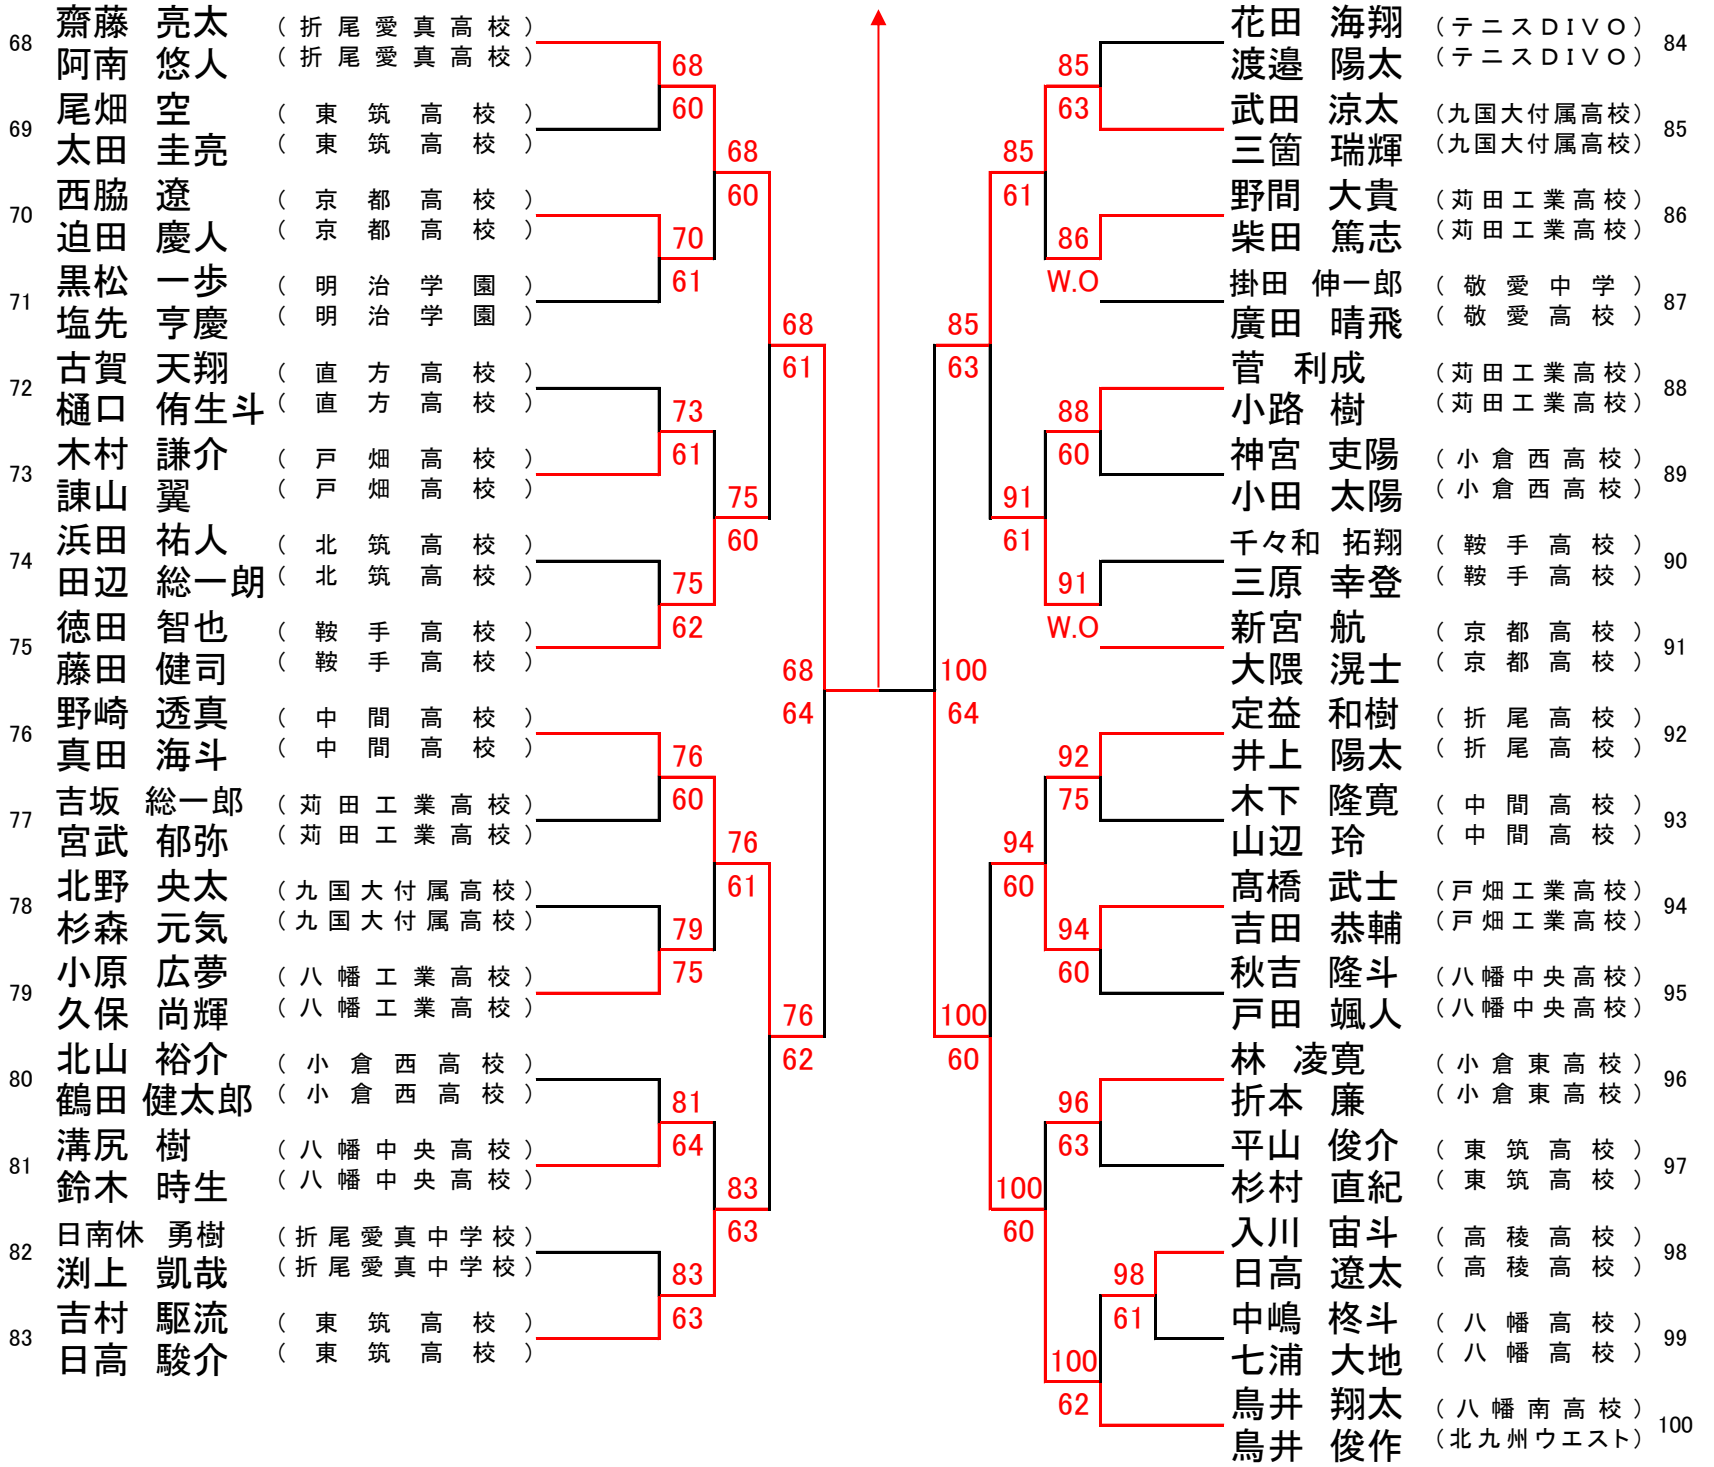 68
齋藤 亮太 (折尾愛真高校)
阿南 悠人 (折尾愛真高校)
69
尾畑 空 (東筑高校)
太田 圭亮 (東筑高校)
70
西脇 遼 (京都高校)
迫田 慶人 (京都高校)
71
黒松 一歩 (明治学園)
塩先 亨慶 (明治学園)
72
古賀 天翔 (直方高校)
樋口 侑生斗 (直方高校)
73
木村 謙介 (戸畑高校)
諌山 翼 (戸畑高校)
74
浜田 祐人 (北筑高校)
田辺 総一朗 (北筑高校)
75
徳田 智也 (鞍手高校)
藤田 健司 (鞍手高校)
76
野崎 透真 (中間高校)
真田 海斗 (中間高校)
77
吉坂 総一郎 (苅田工業高校)
宮武 郁弥 (苅田工業高校)
78
北野 央太 (九国大付属高校)
杉森 元気 (九国大付属高校)
79
小原 広夢 (八幡工業高校)
久保 尚輝 (八幡工業高校)
80
北山 裕介 (小倉西高校)
鶴田 健太郎 (小倉西高校)
81
溝尻 樹 (八幡中央高校)
鈴木 時生 (八幡中央高校)
82
日南休 勇樹 (折尾愛真中学校)
渕上 凱哉 (折尾愛真中学校)
83
吉村 駆流 (東筑高校)
日高 駿介 (東筑高校)
68
60
70
61
73
61
75
62
76
60
79
75
81
64
83
63
68
60
75
60
76
61
83
63
68
61
76
62
68
64
100
64
85
63
100
60
85
61
91
61
94
60
100
60
85
63
86
W.O
88
60
91
W.O
92
75
94
60
96
63
100
62
98
61
花田 海翔 (テニスDIVO)
渡邉 陽太 (テニスDIVO)
84
武田 涼太 (九国大付属高校)
三箇 瑞輝 (九国大付属高校)
85
野間 大貴 (苅田工業高校)
柴田 篤志 (苅田工業高校)
86
掛田 伸一郎 (敬愛中学)
廣田 晴飛 (敬愛高校)
87
菅 利成 (苅田工業高校)
小路 樹 (苅田工業高校)
88
神宮 吏陽 (小倉西高校)
小田 太陽 (小倉西高校)
89
千々和 拓翔 (鞍手高校)
三原 幸登 (鞍手高校)
90
新宮 航 (京都高校)
大隈 滉士 (京都高校)
91
定益 和樹 (折尾高校)
井上 陽太 (折尾高校)
92
木下 隆寛 (中間高校)
山辺 玲 (中間高校)
93
髙橋 武士 (戸畑工業高校)
吉田 恭輔 (戸畑工業高校)
94
秋吉 隆斗 (八幡中央高校)
戸田 颯人 (八幡中央高校)
95
林 凌寛 (小倉東高校)
折本 廉 (小倉東高校)
96
平山 俊介 (東筑高校)
杉村 直紀 (東筑高校)
97
入川 宙斗 (高稜高校)
日高 遼太 (高稜高校)
98
中嶋 柊斗 (八幡高校)
七浦 大地 (八幡高校)
99
鳥井 翔太 (八幡南高校)
鳥井 俊作 (北九州ウエスト)
100